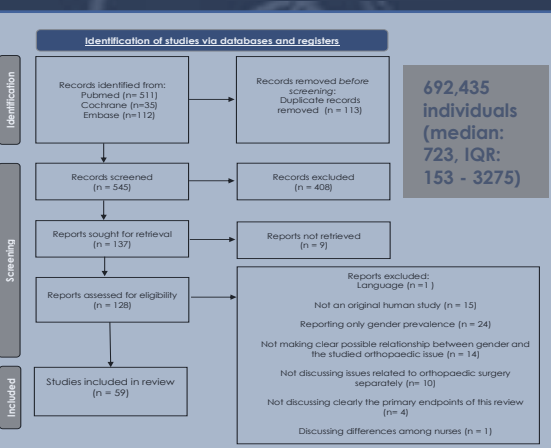 Identification of studies via databases and registers
Identification
Records identified from:
Pubmed (n= 511)
Cochrane (n=35)
Embase (n=112)
Records removed before
screening:
Duplicate records
removed (n = 113)
692,435
individuals
(median:
723, IQR:
153 - 3275)
Screening
Records screened
(n = 545)
Records excluded
(n = 408)
Reports sought for retrieval
(n = 137)
Reports not retrieved
(n = 9)
Reports assessed for eligibility
(n = 128)
Reports excluded:
Language (n =1 )
Not an original human study (n = 15)
Reporting only gender prevalence (n = 24)
Not making clear possible relationship between gender and
the studied orthopaedic issue (n = 14)
Not discussing issues related to orthopaedic surgery
separately (n= 10)
Not discussing clearly the primary endpoints of this review
(n= 4)
Discussing differences among nurses (n = 1)
Included
Studies included in review
(n = 59)